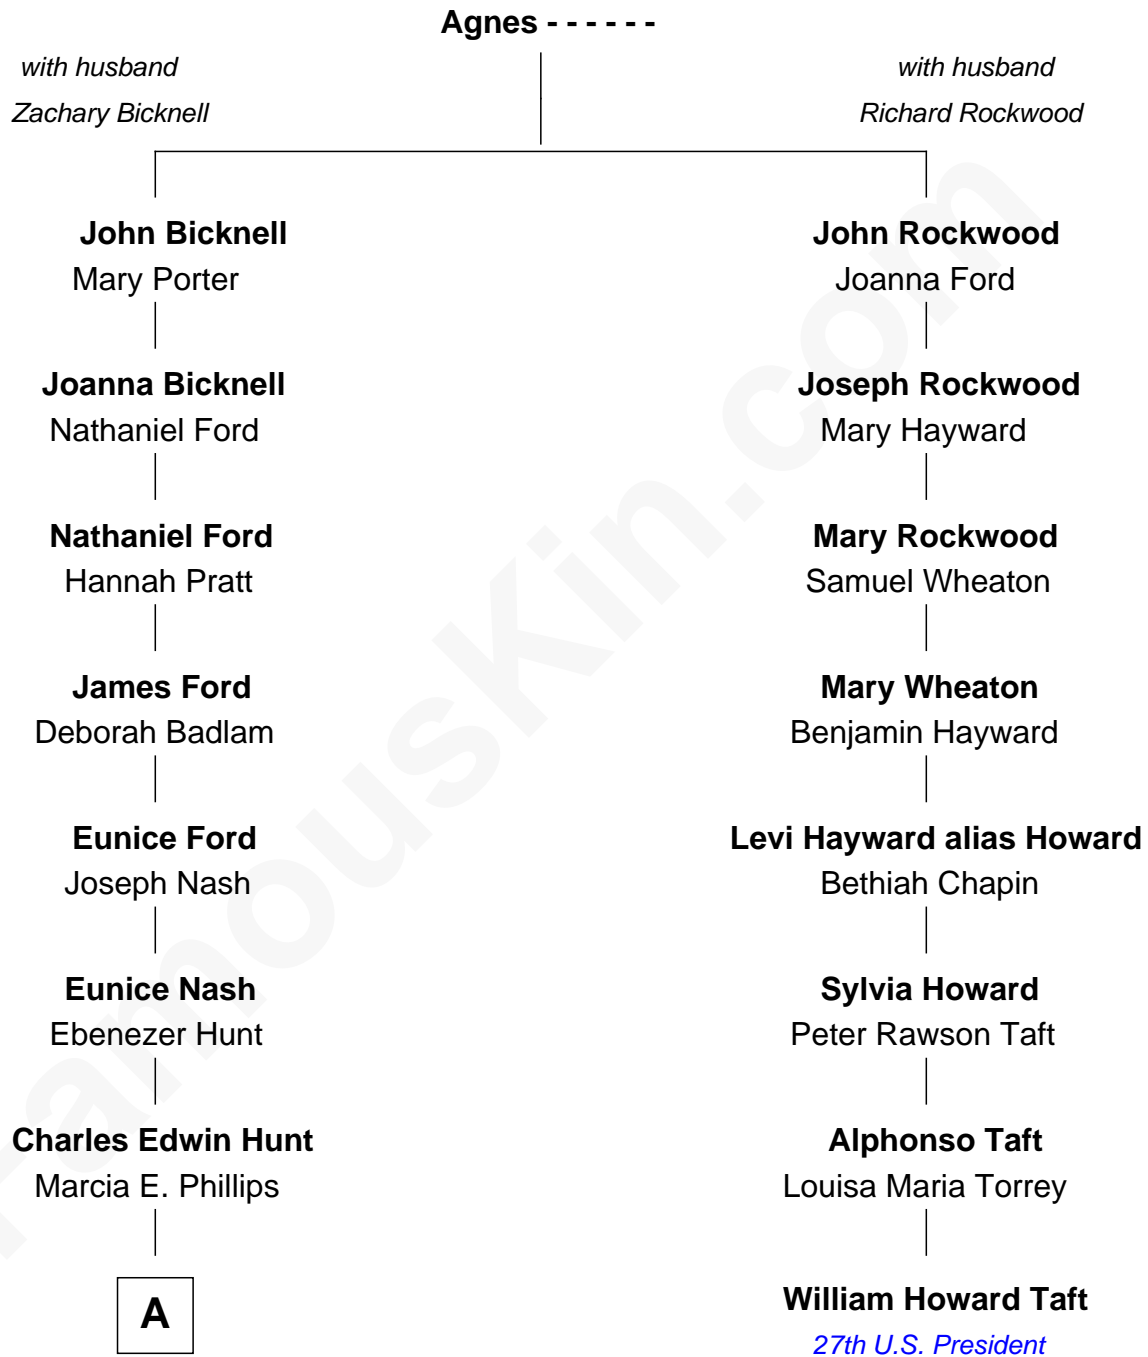 Agnes - - - - - -
with husband
Zachary Bicknell
with husband
Richard Rockwood
John Bicknell
Mary Porter
John Rockwood
Joanna Ford
Joanna Bicknell
Nathaniel Ford
Joseph Rockwood
Mary Hayward
Nathaniel Ford
Hannah Pratt
Mary Rockwood
Samuel Wheaton
James Ford
Deborah Badlam
Mary Wheaton
Benjamin Hayward
Eunice Ford
Joseph Nash
Levi Hayward alias Howard
Bethiah Chapin
Eunice Nash
Ebenezer Hunt
Sylvia Howard
Peter Rawson Taft
Charles Edwin Hunt
Marcia E. Phillips
Alphonso Taft
Louisa Maria Torrey
A
William Howard Taft
27th U.S. President
FamousKin.com